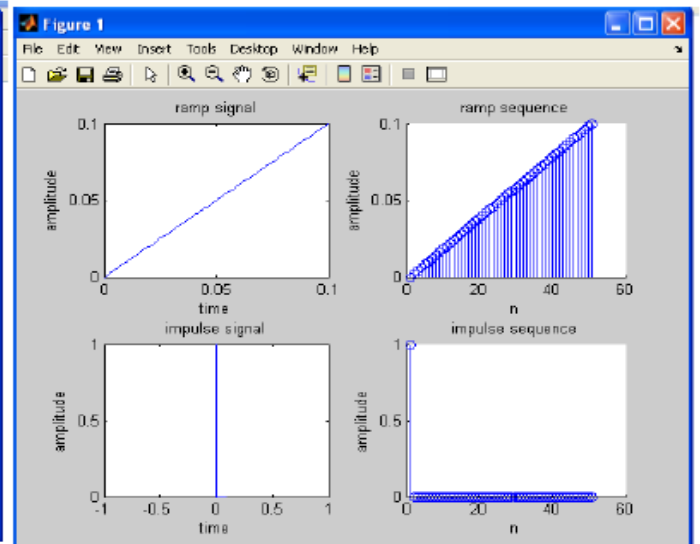 Figure 1
File Edit View Insert Tools Desktop Window Help
ramp signal
0.1
0.05
0
amplitude
0 0.05 0.1
time
ramp sequence
0.1
0.05
0
amplitude
0 20 40 60
n
impulse signal
1
0.5
0
amplitude
-1 -0.5 0 0.5 1
time
impulse sequence
1
0.5
0
amplitude
0 20 40 60
n